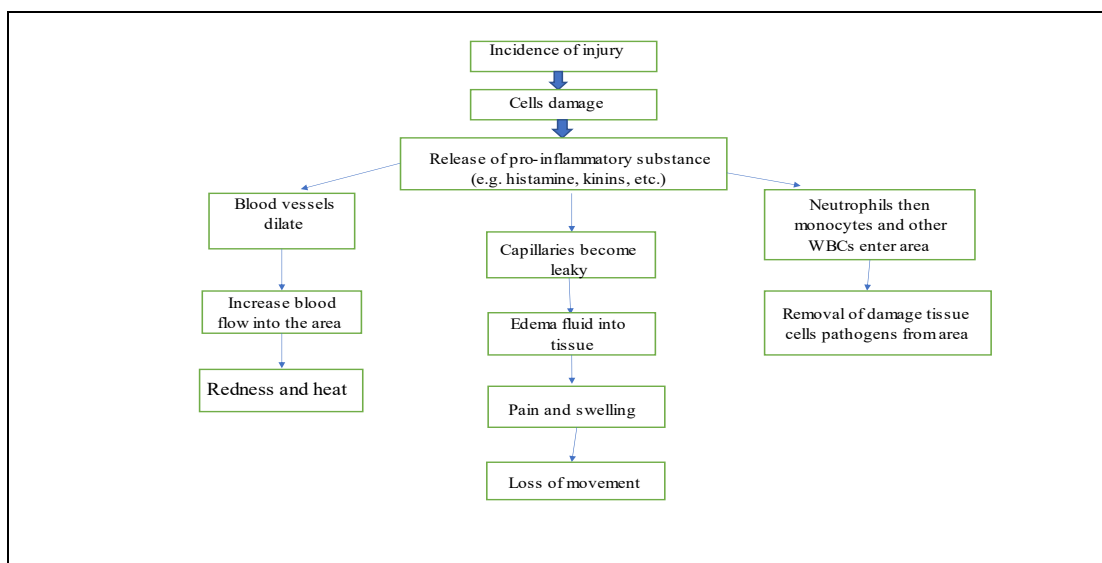 Incidence of injury
Cells damage
Release of pro-inflammatory substance
(e.g. histamine, kinins, etc.)
Blood vessels
dilate
Increase blood
flow into the area
Redness and heat
Capillaries become
leaky
Edema fluid into
tissue
Pain and swelling
Loss of movement
Neutrophils then
monocytes and other
WBCs enter area
Removal of damage tissue
cells pathogens from area